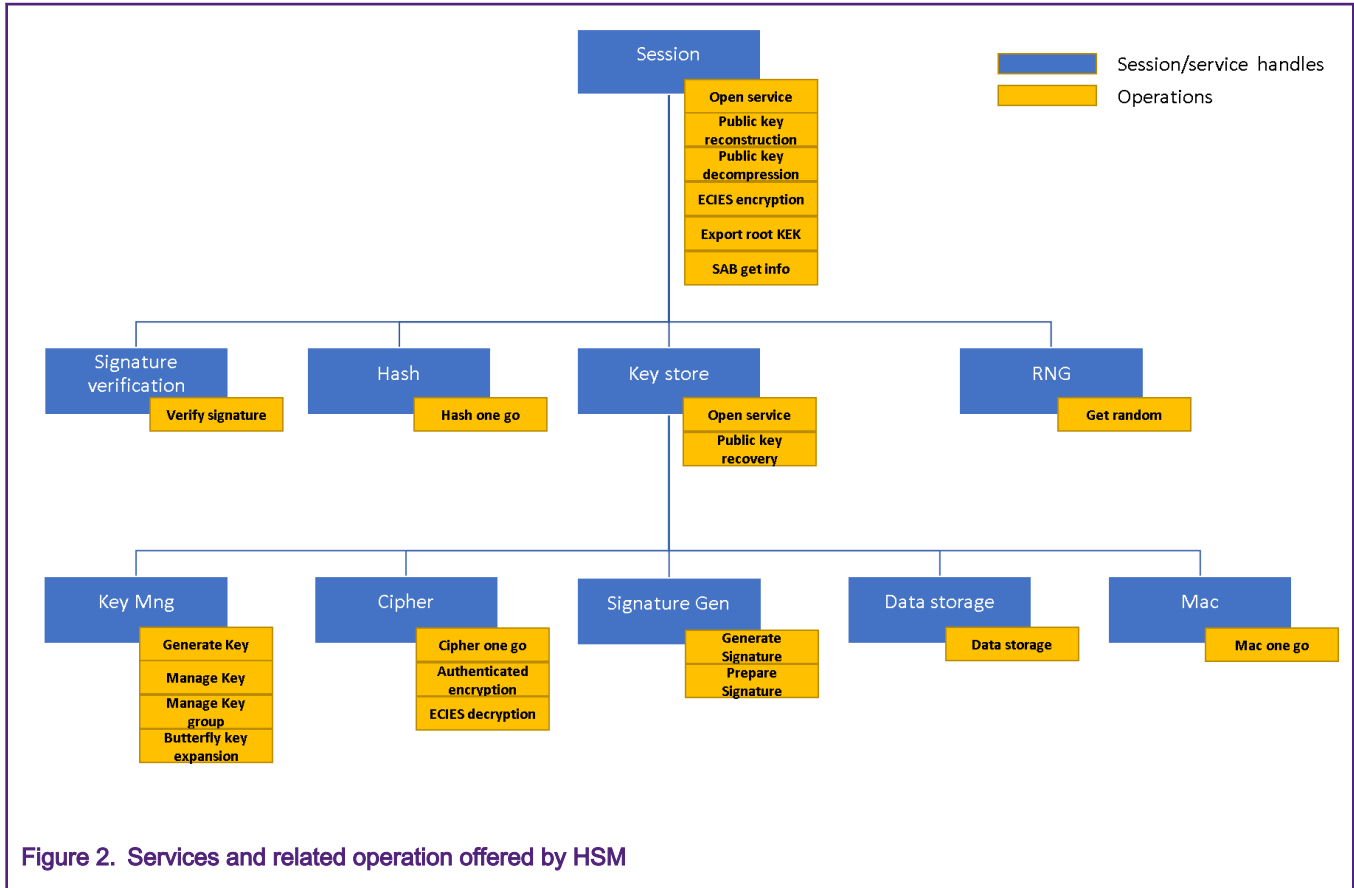 Session
Session/service handles
Operations
Open service
Public key
reconstruction
Public key
decompression
ECIES encryption
Export root KEK
SAB get info
Signature
verification
Verify signature
Hash
Hash one go
Key store
Open service
Public key
recovery
RNG
Get random
Key Mng
Generate Key
Manage Key
Manage Key
group
Butterfly key
expansion
Cipher
Cipher one go
Authenticated
encryption
ECIES decryption
Signature Gen
Generate
Signature
Prepare
Signature
Data storage
Data storage
Mac
Mac one go
Figure 2. Services and related operation offered by HSM